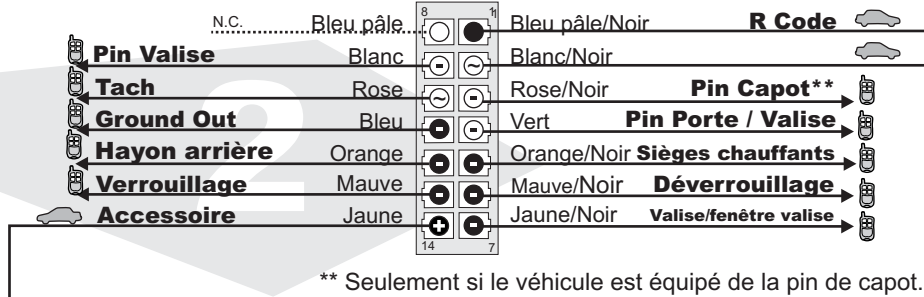 N.C. Bleu pâle 8 1 Bleu pâle/Noir R Code
Pin Valise Blanc Blanc/Noir
Tach Rose Rose/Noir Pin Capot**
Ground Out Bleu Vert Pin Porte / Valise
Hayon arrière Orange Orange/Noir Sièges chauffants
Verrouillage Mauve Mauve/Noir Déverrouillage
Accessoire Jaune Jaune/Noir Valise/fenêtre valise
14 7
2
** Seulement si le véhicule est équipé de la pin de capot.